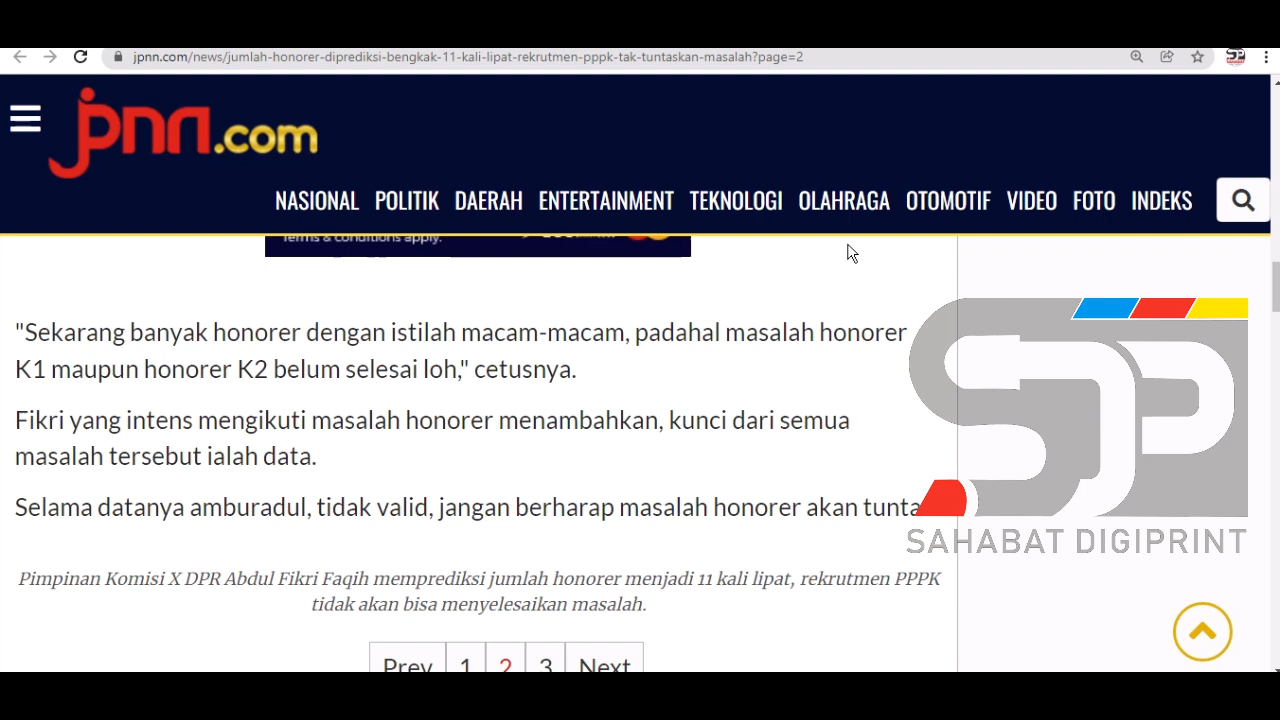 jpnn.com/news/jumlah-honorer-diprediksi-bengkak-11-kali-lipat-rekrutmen-pppk-tak-tuntaskan-masalah?page=2
jpnn.com
NASIONAL POLITIK DAERAH ENTERTAINMENT TEKNOLOGI OLAHRAGA OTOMOTIF VIDEO FOTO INDEKS
Terms & conditions apply.
"Sekarang banyak honorer dengan istilah macam-macam, padahal masalah honorer
K1 maupun honorer K2 belum selesai loh," cetusnya.
Fikri yang intens mengikuti masalah honorer menambahkan, kunci dari semua
masalah tersebut ialah data.
Selama datanya amburadul, tidak valid, jangan berharap masalah honorer akan tunta
SDP
SAHABAT DIGIPRINT
Pimpinan Komisi X DPR Abdul Fikri Faqih memprediksi jumlah honorer menjadi 11 kali lipat, rekrutmen PPPK
tidak akan bisa menyelesaikan masalah.
Prev 1 2 3 Next